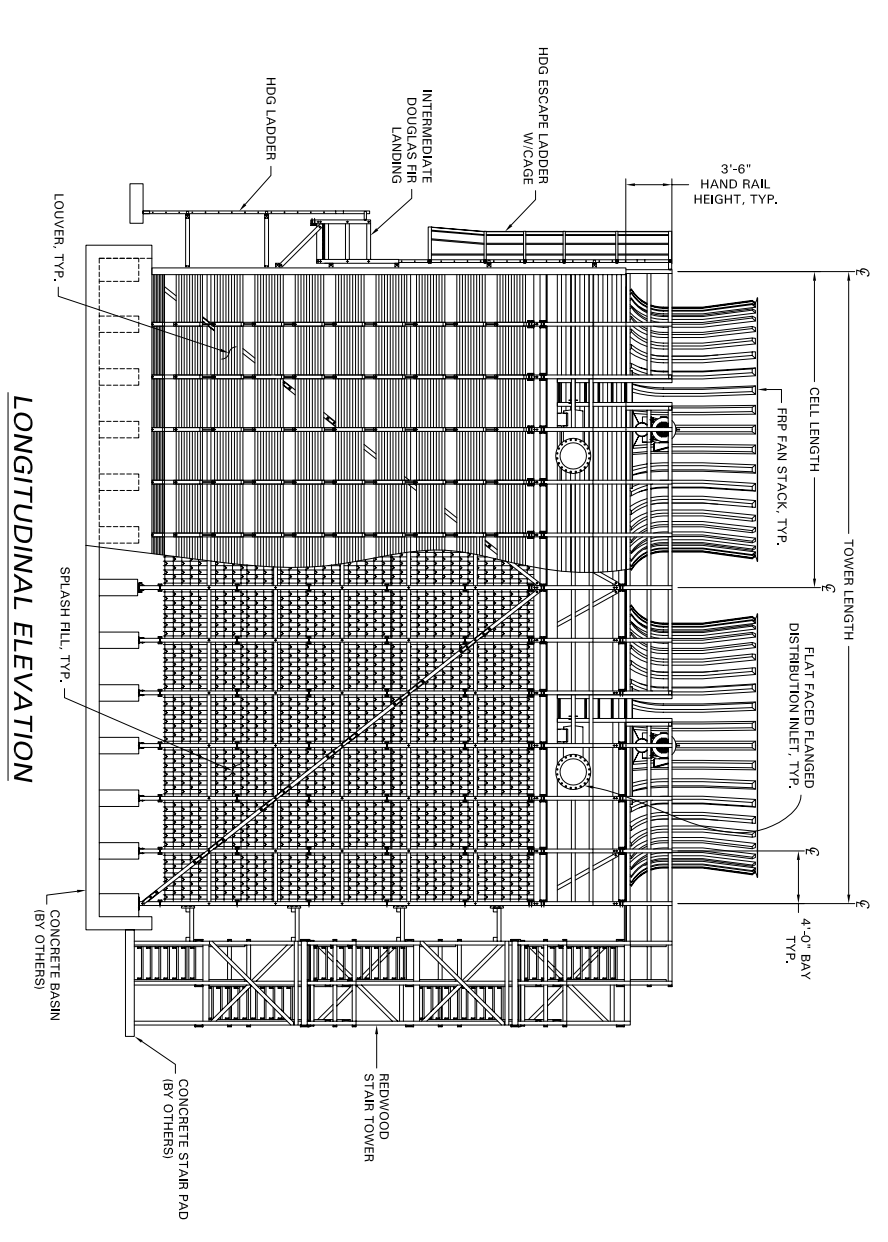 ℄
℄
℄
℄
TOWER LENGTH
CELL LENGTH
FRP FAN STACK, TYP.
FLAT FACED FLANGED
DISTRIBUTION INLET, TYP.
4'-0" BAY
TYP.
3'-6"
HAND RAIL
HEIGHT, TYP.
HDG ESCAPE LADDER
W/CAGE
INTERMEDIATE
DOUGLAS FIR
LANDING
HDG LADDER
LOUVER, TYP.
SPLASH FILL, TYP.
REDWOOD
STAIR TOWER
CONCRETE STAIR PAD
(BY OTHERS)
CONCRETE BASIN
(BY OTHERS)
LONGITUDINAL ELEVATION